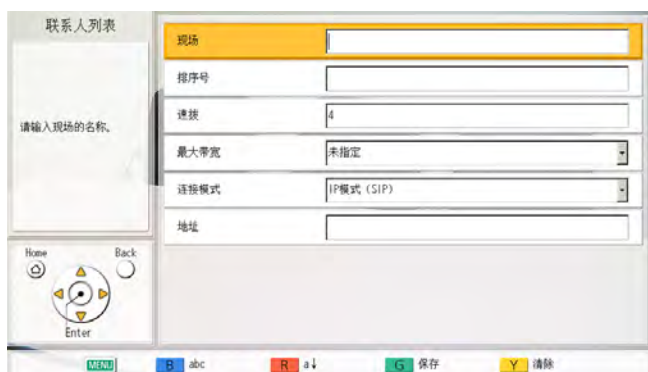 联系人列表
请输入现场的名称。
现场
排序号
速拨
4
最大带宽
未指定
连接模式
IP模式 (SIP)
地址
Home
Back
Enter
MENU
B abc
R a↓
G 保存
Y 清除